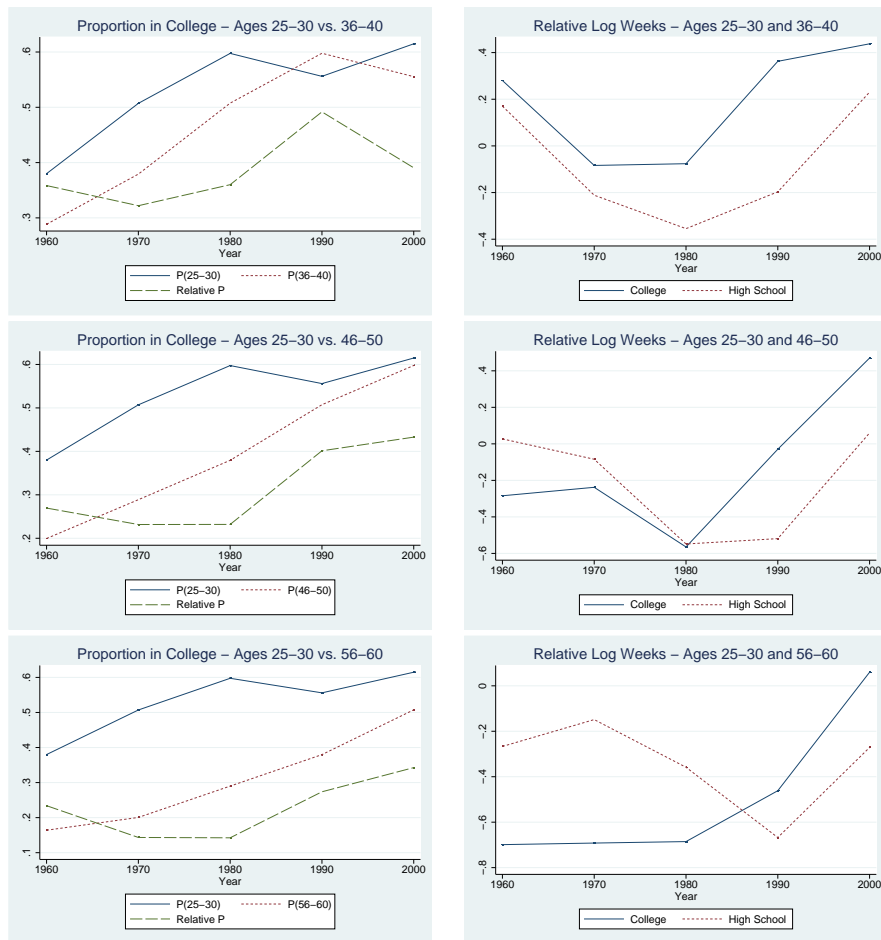 Proportion in College – Ages 25–30 vs. 36–40
.6
.5
.4
.3
1960 1970 1980 1990 2000
Year
P(25–30) P(36–40)
Relative P
Relative Log Weeks – Ages 25–30 and 36–40
.4
.2
0
–.2
–.4
1960 1970 1980 1990 2000
Year
College High School
Proportion in College – Ages 25–30 vs. 46–50
.6
.5
.4
.3
.2
1960 1970 1980 1990 2000
Year
P(25–30) P(46–50)
Relative P
Relative Log Weeks – Ages 25–30 and 46–50
.4
.2
0
–.2
–.4
–.6
1960 1970 1980 1990 2000
Year
College High School
Proportion in College – Ages 25–30 vs. 56–60
.6
.5
.4
.3
.2
.1
1960 1970 1980 1990 2000
Year
P(25–30) P(56–60)
Relative P
Relative Log Weeks – Ages 25–30 and 56–60
0
–.2
–.4
–.6
–.8
1960 1970 1980 1990 2000
Year
College High School